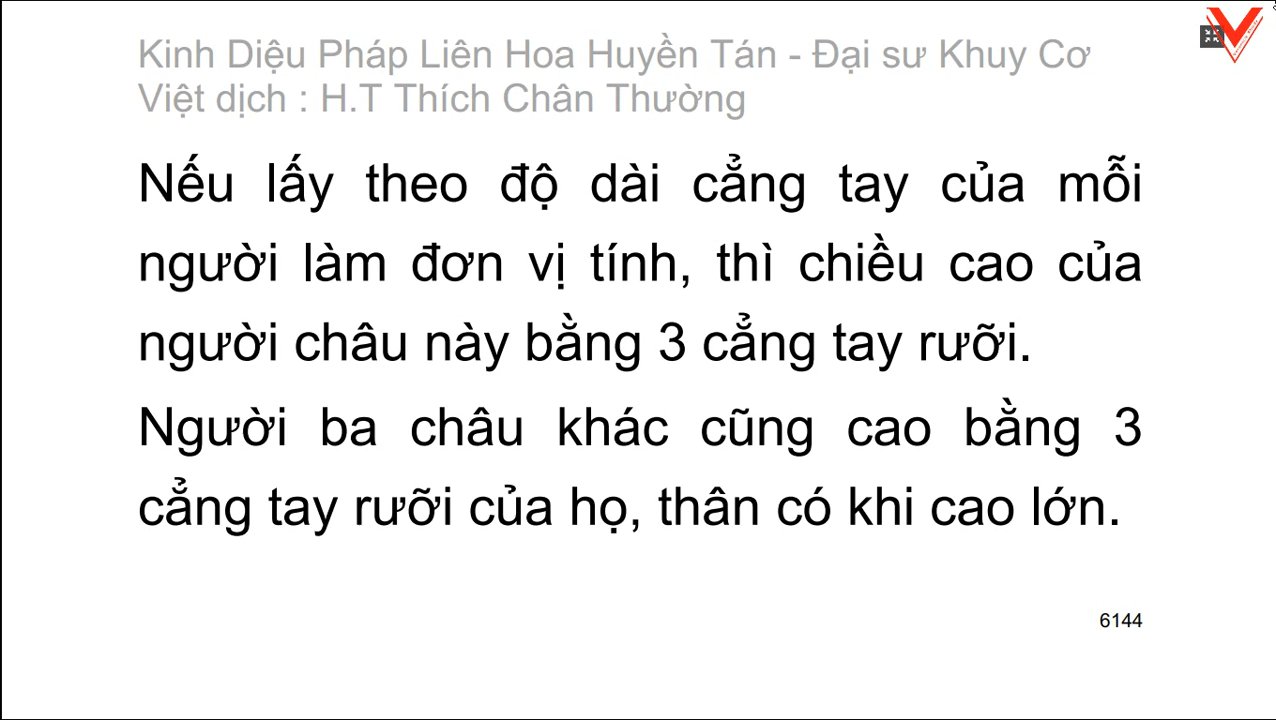 Kinh Diệu Pháp Liên Hoa Huyền Tán - Đại sư Khuy Cơ
Việt dịch : H.T Thích Chân Thường
Nếu lấy theo độ dài cẳng tay của mỗi
người làm đơn vị tính, thì chiều cao của
người châu này bằng 3 cẳng tay rưỡi.
Người ba châu khác cũng cao bằng 3
cẳng tay rưỡi của họ, thân có khi cao lớn.
6144